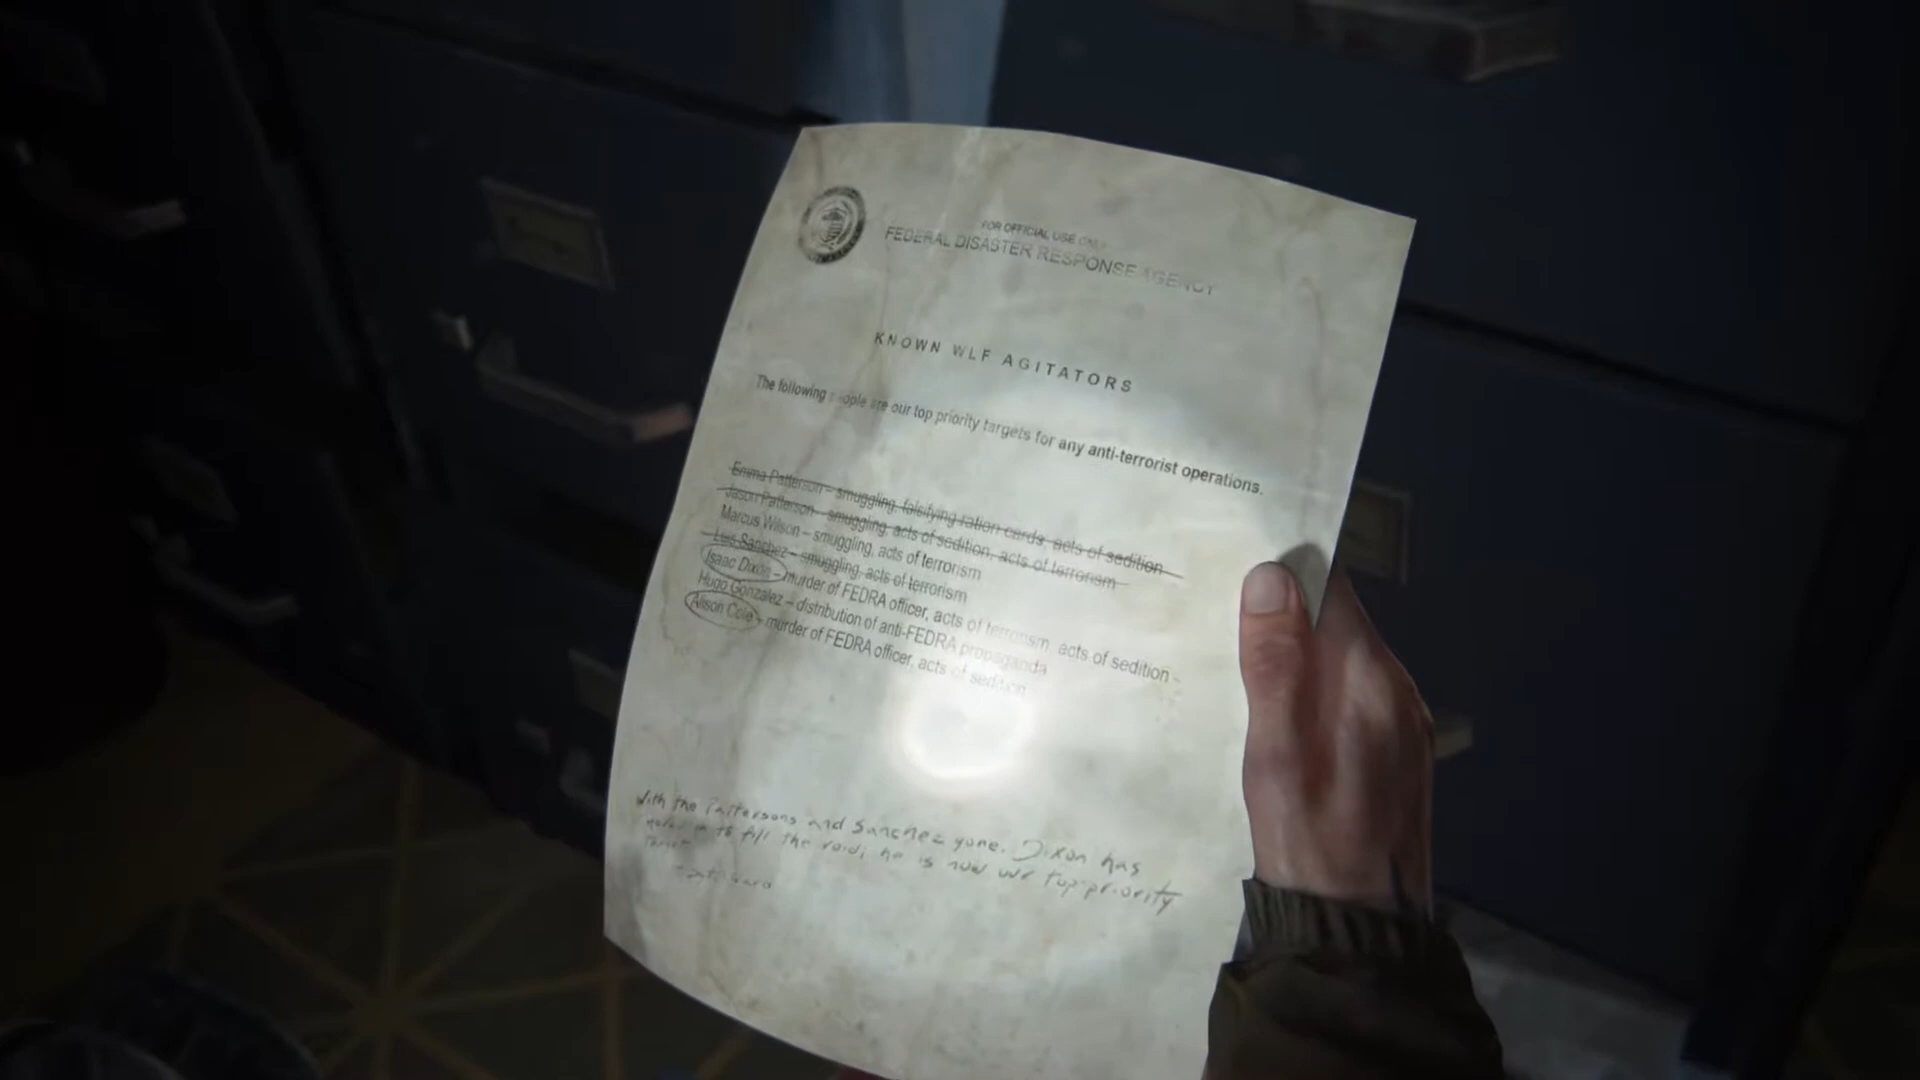 FOR OFFICIAL USE ONLY
FEDERAL DISASTER RESPONSE AGENCY
KNOWN WLF AGITATORS
The following people are our top priority targets for any anti-terrorist operations.
Emma Patterson – smuggling, falsifying ration cards, acts of sedition
Jason Patterson – smuggling, acts of sedition, acts of terrorism
Marcus Wilson – smuggling, acts of terrorism
Luis Sanchez – smuggling, acts of terrorism
Isaac Dixon – murder of FEDRA officer, acts of terrorism, acts of sedition -
Hugo Gonzalez – distribution of anti-FEDRA propaganda
Alison Cole – murder of FEDRA officer, acts of sedition
With the Pattersons and Sanchez gone, Dixon has
moved in to fill the void; he is now our top priority